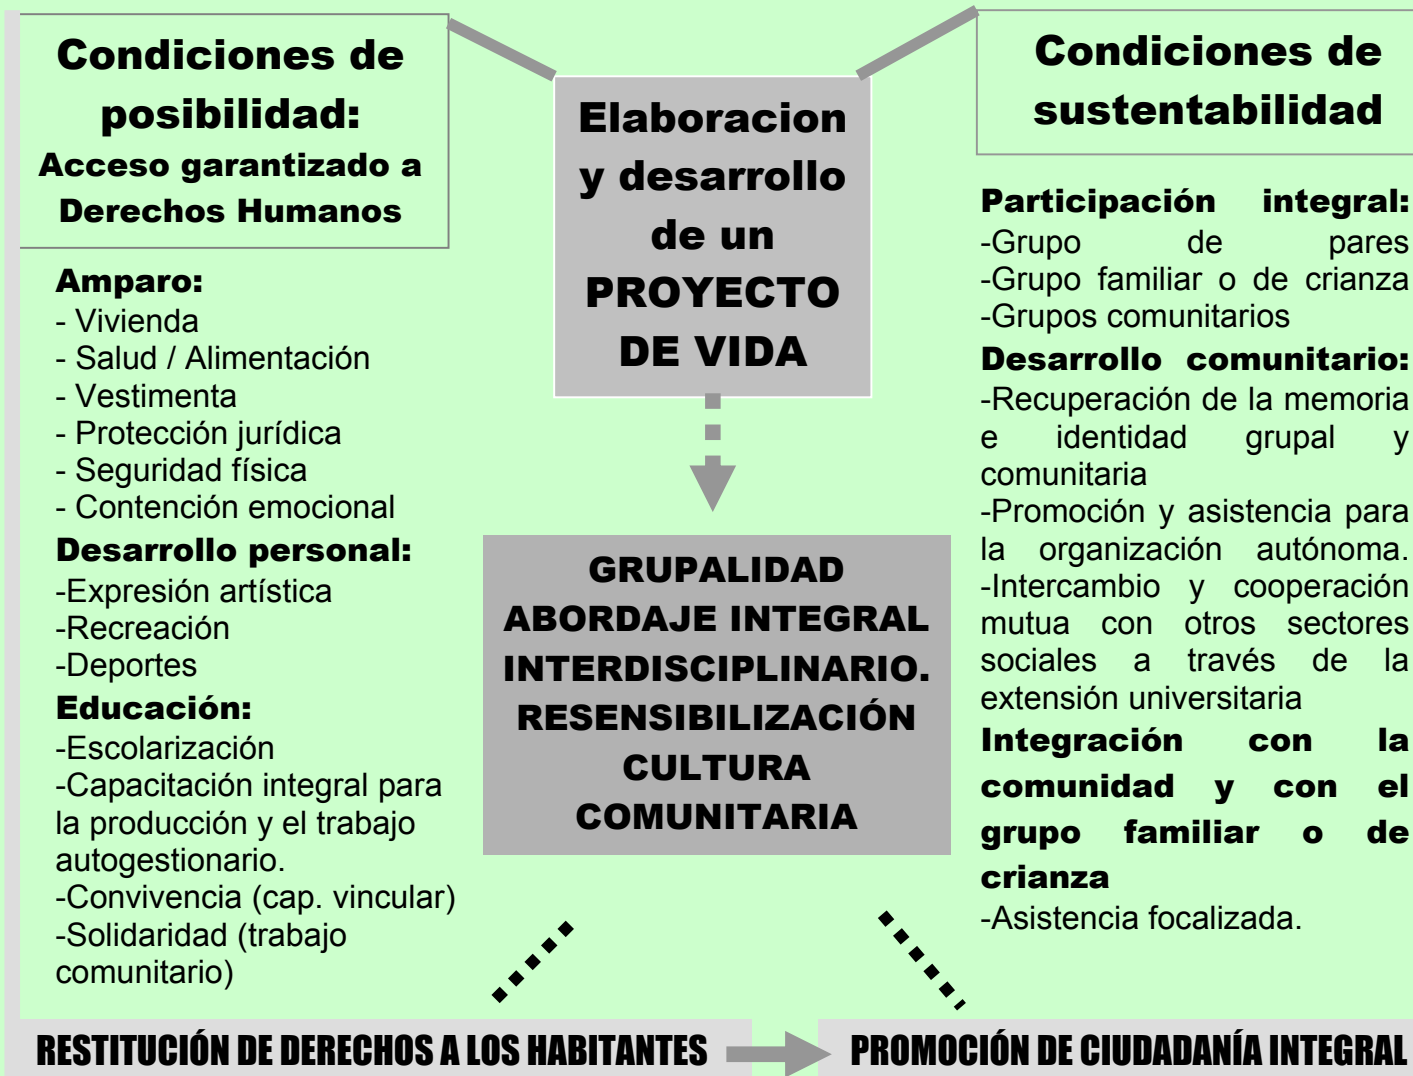 Condiciones de
posibilidad:
Acceso garantizado a
Derechos Humanos
Amparo:
- Vivienda
- Salud / Alimentación
- Vestimenta
- Protección jurídica
- Seguridad física
- Contención emocional
Desarrollo personal:
-Expresión artística
-Recreación
-Deportes
Educación:
-Escolarización
-Capacitación integral para
la producción y el trabajo
autogestionario.
-Convivencia (cap. vincular)
-Solidaridad (trabajo
comunitario)
Elaboracion
y desarrollo
de un
PROYECTO
DE VIDA
GRUPALIDAD
ABORDAJE INTEGRAL
INTERDISCIPLINARIO.
RESENSIBILIZACIÓN
CULTURA
COMUNITARIA
Condiciones de
sustentabilidad
Participación integral:
-Grupo de pares
-Grupo familiar o de crianza
-Grupos comunitarios
Desarrollo comunitario:
-Recuperación de la memoria
e identidad grupal y
comunitaria
-Promoción y asistencia para
la organización autónoma.
-Intercambio y cooperación
mutua con otros sectores
sociales a través de la
extensión universitaria
Integración con la
comunidad y con el
grupo familiar o de
crianza
-Asistencia focalizada.
RESTITUCIÓN DE DERECHOS A LOS HABITANTES
PROMOCIÓN DE CIUDADANÍA INTEGRAL